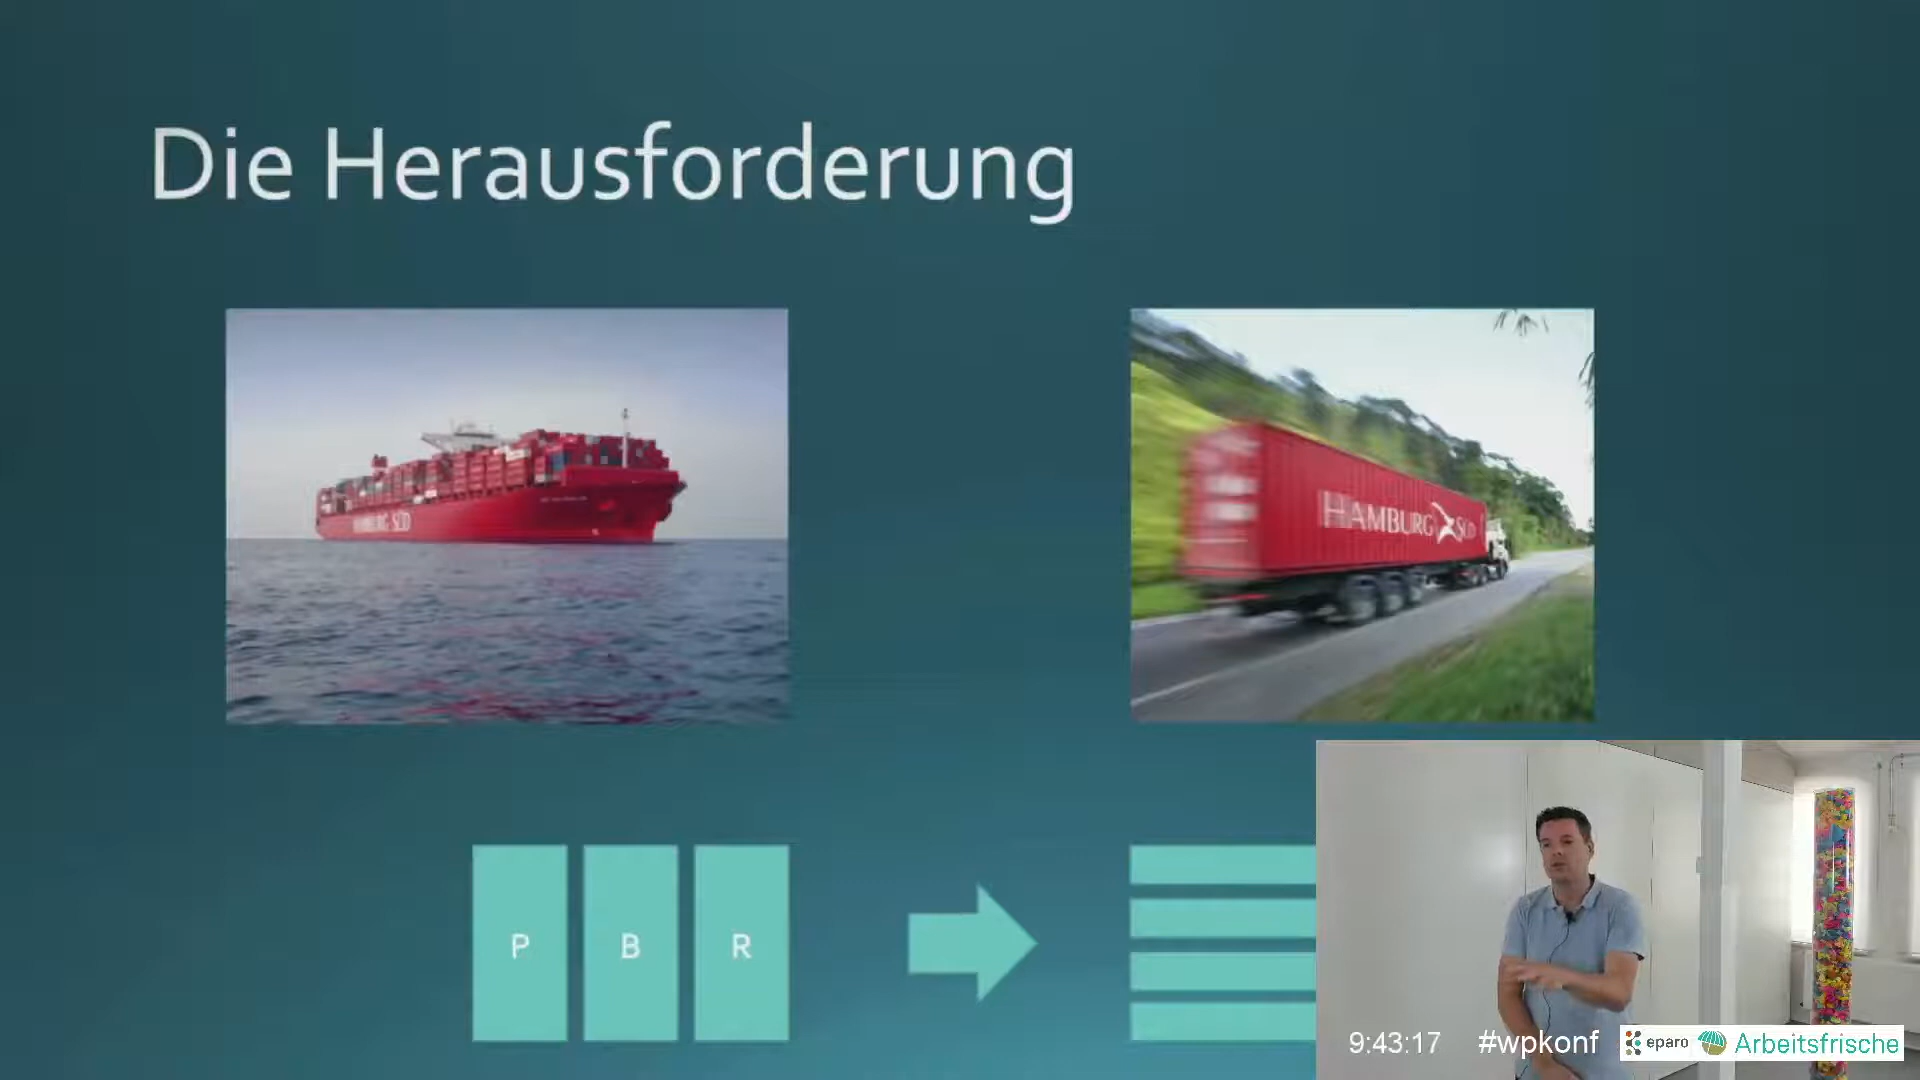 Die Herausforderung
HAMBURG SÜD
HAMBURG SÜD
P
B
R
9:43:17
#wpkonf
eparo
Arbeitsfrische